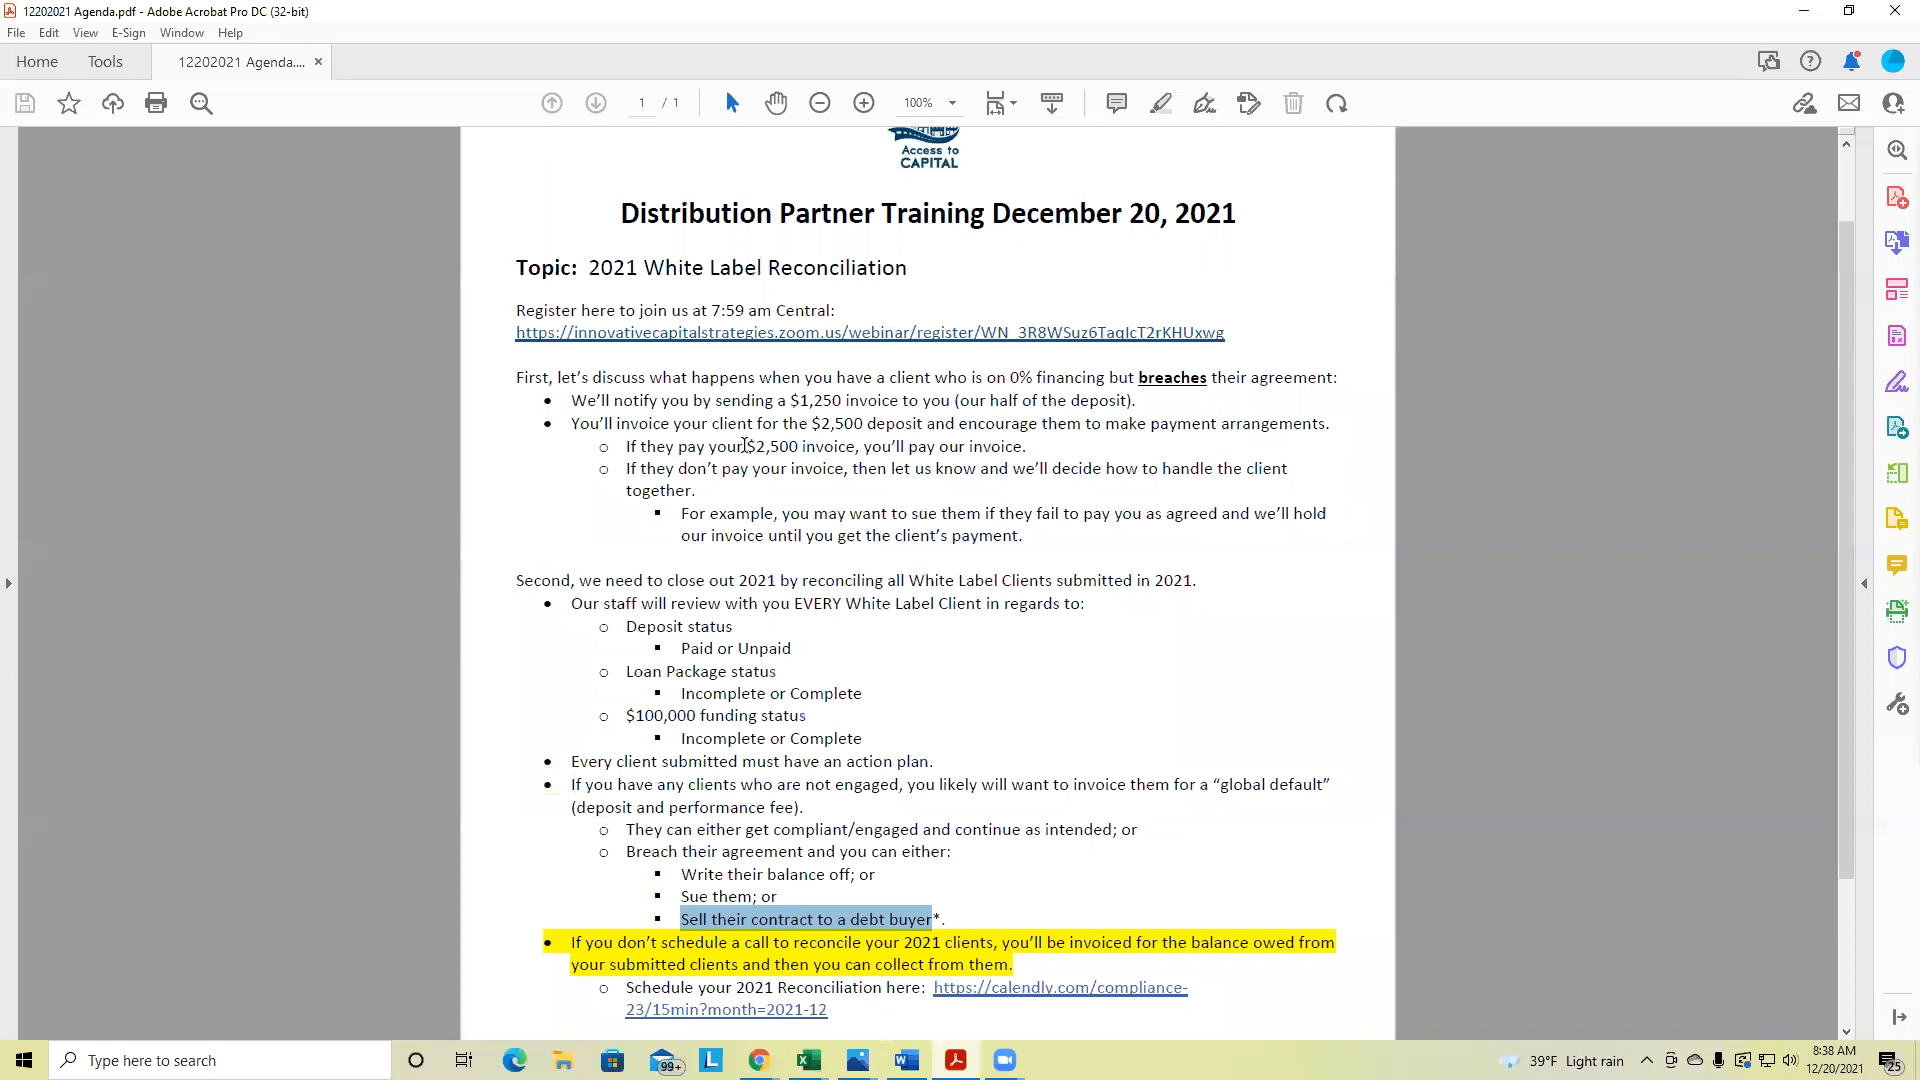 12202021 Agenda.pdf - Adobe Acrobat Pro DC (32-bit)
File Edit View E-Sign Window Help
Home Tools 12202021 Agenda.... ×
1 / 1 100%
Access to
CAPITAL
Distribution Partner Training December 20, 2021
Topic: 2021 White Label Reconciliation
Register here to join us at 7:59 am Central:
https://innovativecapitalstrategies.zoom.us/webinar/register/WN_3R8WSuz6TaqIcT2rKHUxwg
First, let’s discuss what happens when you have a client who is on 0% financing but breaches their agreement:
• We’ll notify you by sending a $1,250 invoice to you (our half of the deposit).
• You’ll invoice your client for the $2,500 deposit and encourage them to make payment arrangements.
o If they pay your $2,500 invoice, you’ll pay our invoice.
o If they don’t pay your invoice, then let us know and we’ll decide how to handle the client
together.
▪ For example, you may want to sue them if they fail to pay you as agreed and we’ll hold
our invoice until you get the client’s payment.
Second, we need to close out 2021 by reconciling all White Label Clients submitted in 2021.
• Our staff will review with you EVERY White Label Client in regards to:
o Deposit status
▪ Paid or Unpaid
o Loan Package status
▪ Incomplete or Complete
o $100,000 funding status
▪ Incomplete or Complete
• Every client submitted must have an action plan.
• If you have any clients who are not engaged, you likely will want to invoice them for a “global default”
(deposit and performance fee).
o They can either get compliant/engaged and continue as intended; or
o Breach their agreement and you can either:
▪ Write their balance off; or
▪ Sue them; or
▪ Sell their contract to a debt buyer*.
• If you don’t schedule a call to reconcile your 2021 clients, you’ll be invoiced for the balance owed from
your submitted clients and then you can collect from them.
o Schedule your 2021 Reconciliation here: https://calendly.com/compliance-
23/15min?month=2021-12
Type here to search 99+ L 39°F Light rain 8:38 AM
12/20/2021 25